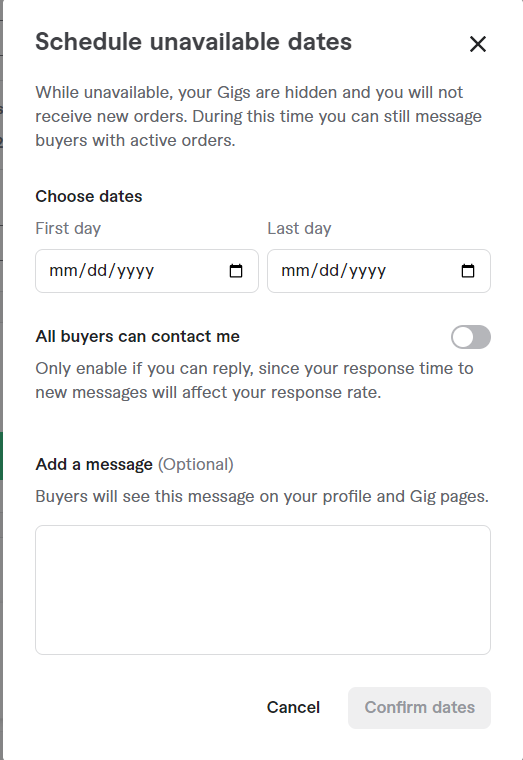 Schedule unavailable dates
While unavailable, your Gigs are hidden and you will not
receive new orders. During this time you can still message
buyers with active orders.
Choose dates
First day Last day
mm/dd/yyyy mm/dd/yyyy
All buyers can contact me
Only enable if you can reply, since your response time to
new messages will affect your response rate.
Add a message (Optional)
Buyers will see this message on your profile and Gig pages.
Cancel Confirm dates